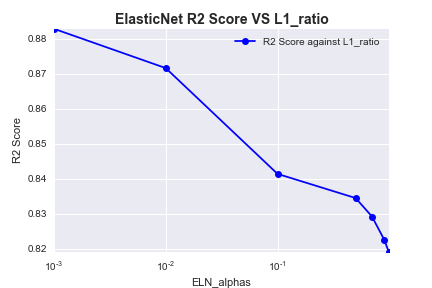 ElasticNet R2 Score VS L1_ratio
R2 Score against L1_ratio
0.88
0.87
0.86
0.85
0.84
0.83
0.82
R2 Score
10^-3
10^-2
10^-1
ELN_alphas